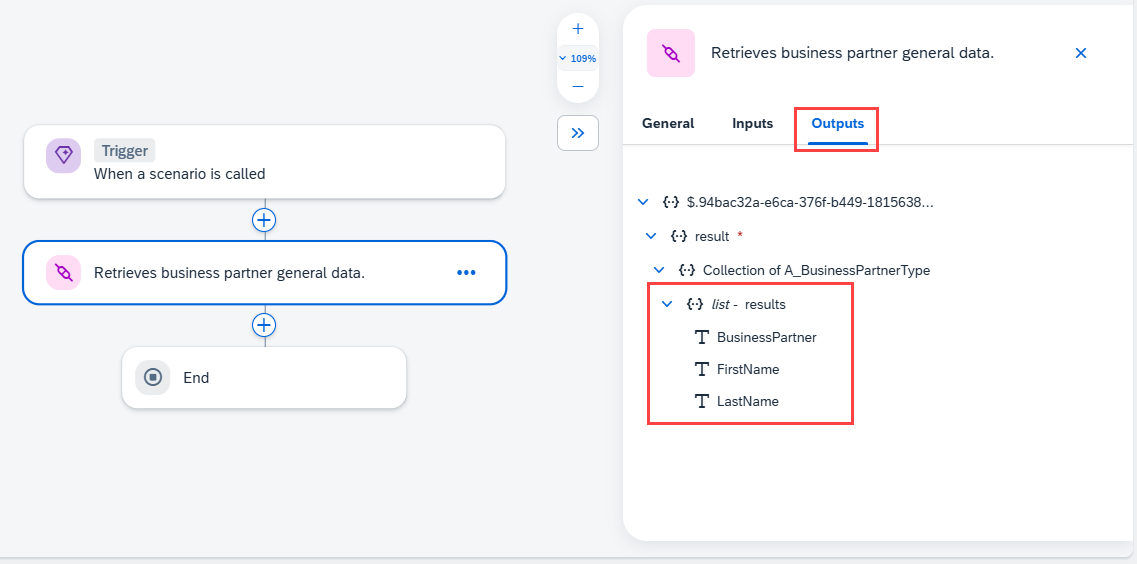 109%
Trigger
When a scenario is called
Retrieves business partner general data.
End
Retrieves business partner general data.
General Inputs Outputs
$.94bac32a-e6ca-376f-b449-1815638...
result *
Collection of A_BusinessPartnerType
list - results
BusinessPartner
FirstName
LastName